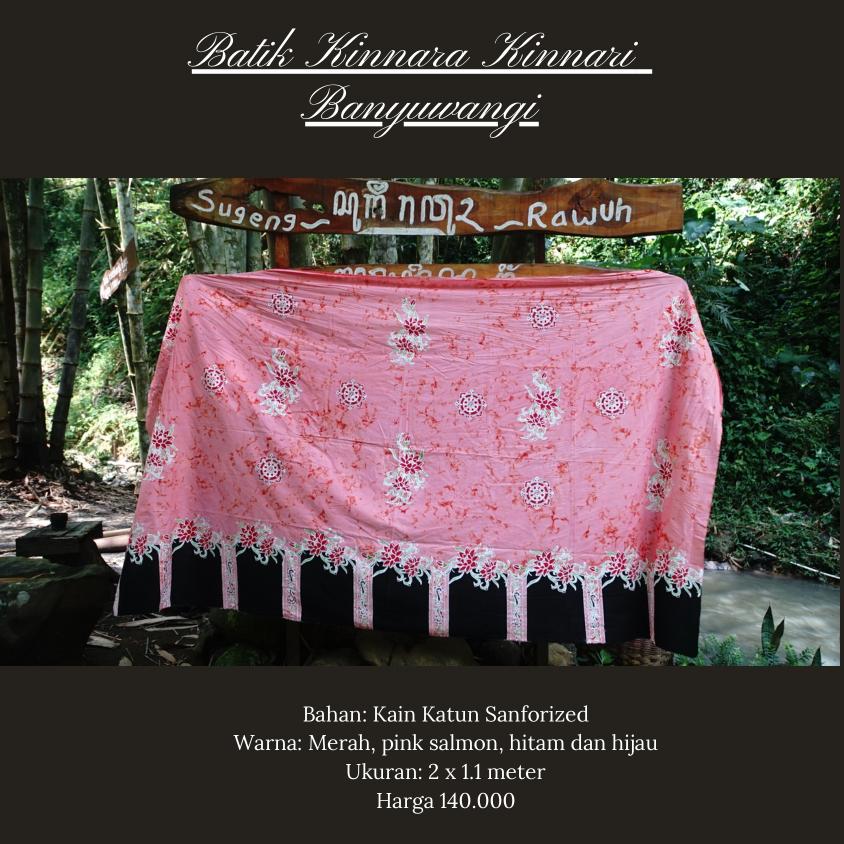 Batik Kinnara Kinnari
Banyuwangi
Sugeng~ ꦱꦸꦒꦼꦁ ꦫꦮꦸꦃ ~Rawuh
Bahan: Kain Katun Sanforized
Warna: Merah, pink salmon, hitam dan hijau
Ukuran: 2 x 1.1 meter
Harga 140.000